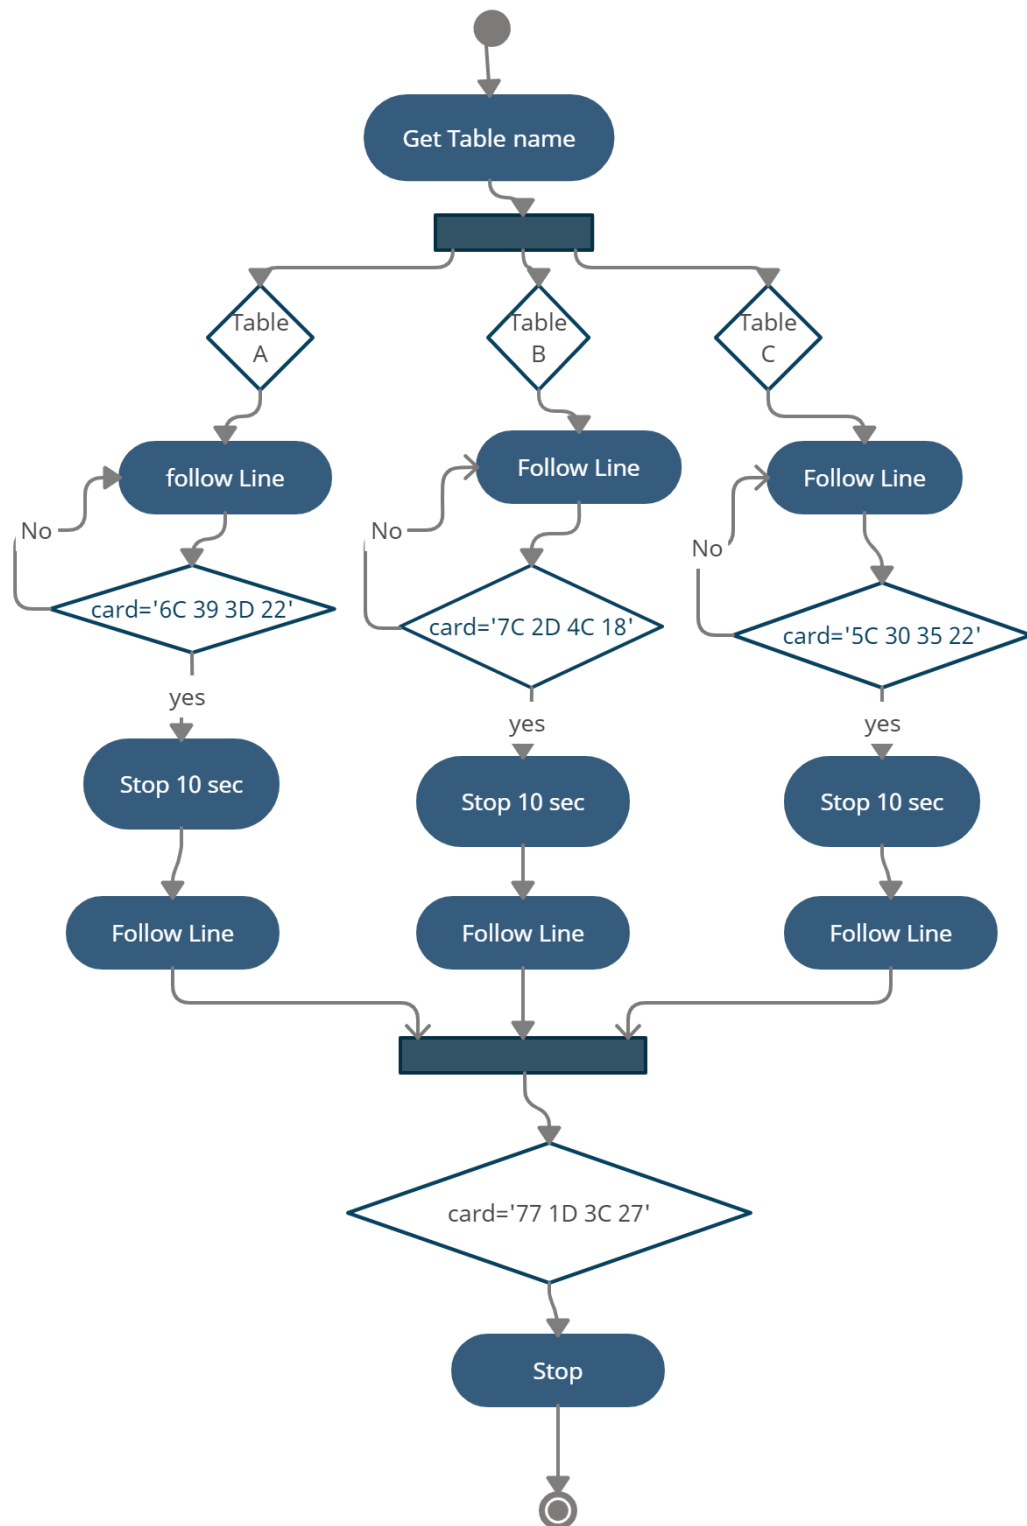 Get Table name
Table
A
Table
B
Table
C
follow Line
Follow Line
Follow Line
No
No
No
card='6C 39 3D 22'
card='7C 2D 4C 18'
card='5C 30 35 22'
yes
yes
yes
Stop 10 sec
Stop 10 sec
Stop 10 sec
Follow Line
Follow Line
Follow Line
card='77 1D 3C 27'
Stop